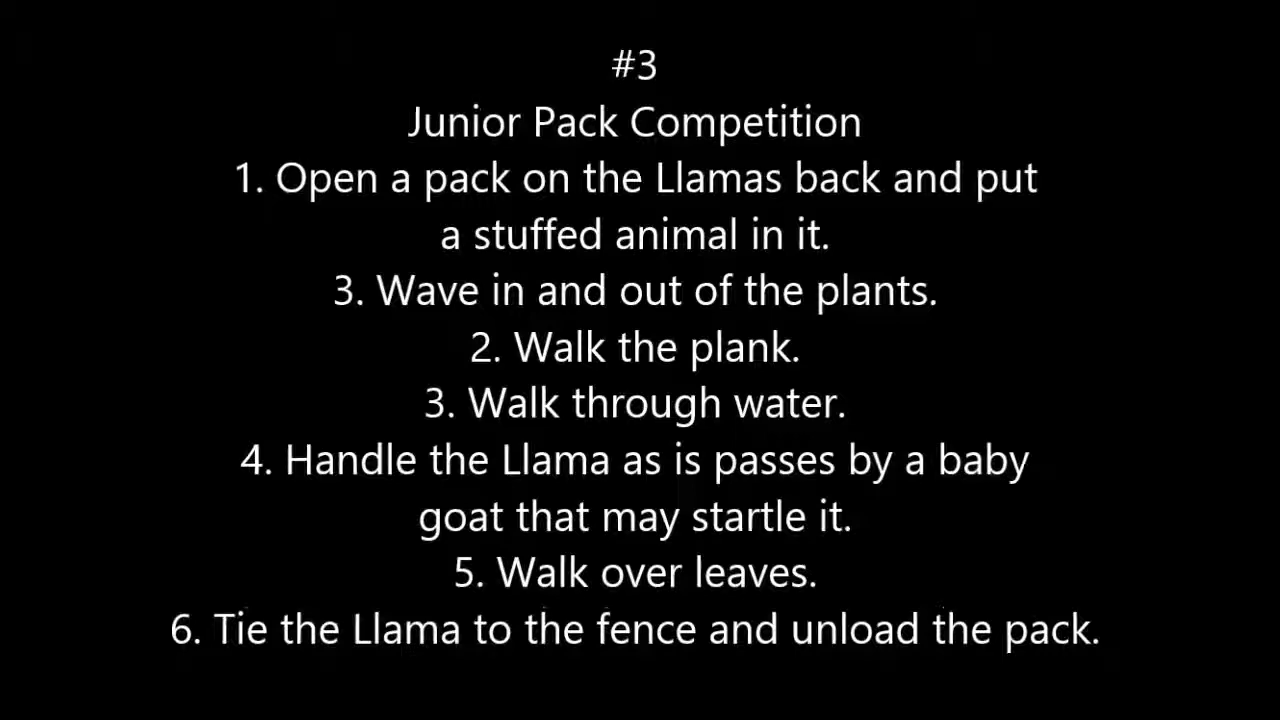 #3
Junior Pack Competition
1. Open a pack on the Llamas back and put
a stuffed animal in it.
3. Wave in and out of the plants.
2. Walk the plank.
3. Walk through water.
4. Handle the Llama as is passes by a baby
goat that may startle it.
5. Walk over leaves.
6. Tie the Llama to the fence and unload the pack.